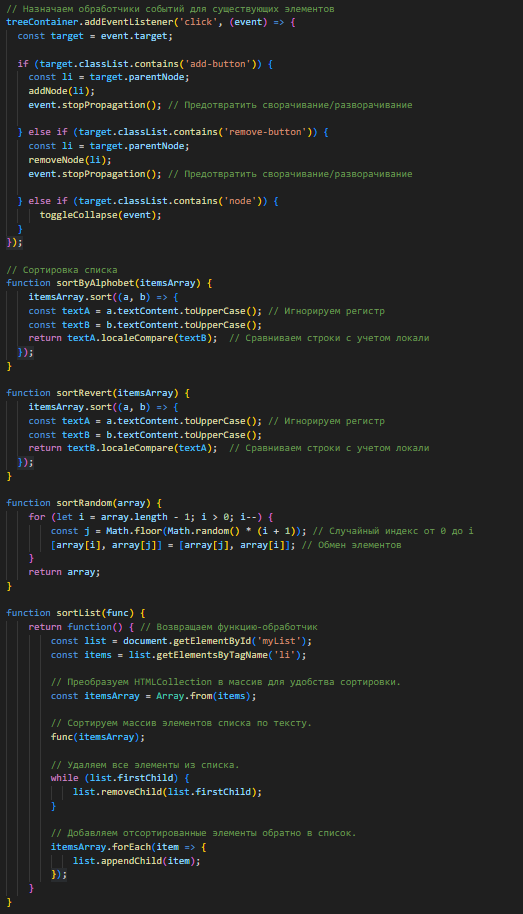 // Назначаем обработчики событий для существующих элементов
treeContainer.addEventListener('click', (event) => {
const target = event.target;
if (target.classList.contains('add-button')) {
const li = target.parentNode;
addNode(li);
event.stopPropagation(); // Предотвратить сворачивание/разворачивание
} else if (target.classList.contains('remove-button')) {
const li = target.parentNode;
removeNode(li);
event.stopPropagation(); // Предотвратить сворачивание/разворачивание
} else if (target.classList.contains('node')) {
toggleCollapse(event);
}
});
// Сортировка списка
function sortByAlphobet(itemsArray) {
itemsArray.sort((a, b) => {
const textA = a.textContent.toUpperCase(); // Игнорируем регистр
const textB = b.textContent.toUpperCase();
return textA.localeCompare(textB);  // Сравниваем строки с учетом локали
});
}
function sortRevert(itemsArray) {
itemsArray.sort((a, b) => {
const textA = a.textContent.toUpperCase(); // Игнорируем регистр
const textB = b.textContent.toUpperCase();
return textB.localeCompare(textA);  // Сравниваем строки с учетом локали
});
}
function sortRandom(array) {
for (let i = array.length - 1; i > 0; i--) {
const j = Math.floor(Math.random() * (i + 1)); // Случайный индекс от 0 до i
[array[i], array[j]] = [array[j], array[i]]; // Обмен элементов
}
return array;
}
function sortList(func) {
return function() { // Возвращаем функцию-обработчик
const list = document.getElementById('myList');
const items = list.getElementsByTagName('li');
// Преобразуем HTMLCollection в массив для удобства сортировки.
const itemsArray = Array.from(items);
// Сортируем массив элементов списка по тексту.
func(itemsArray);
// Удаляем все элементы из списка.
while (list.firstChild) {
list.removeChild(list.firstChild);
}
// Добавляем отсортированные элементы обратно в список.
itemsArray.forEach(item => {
list.appendChild(item);
});
}
}